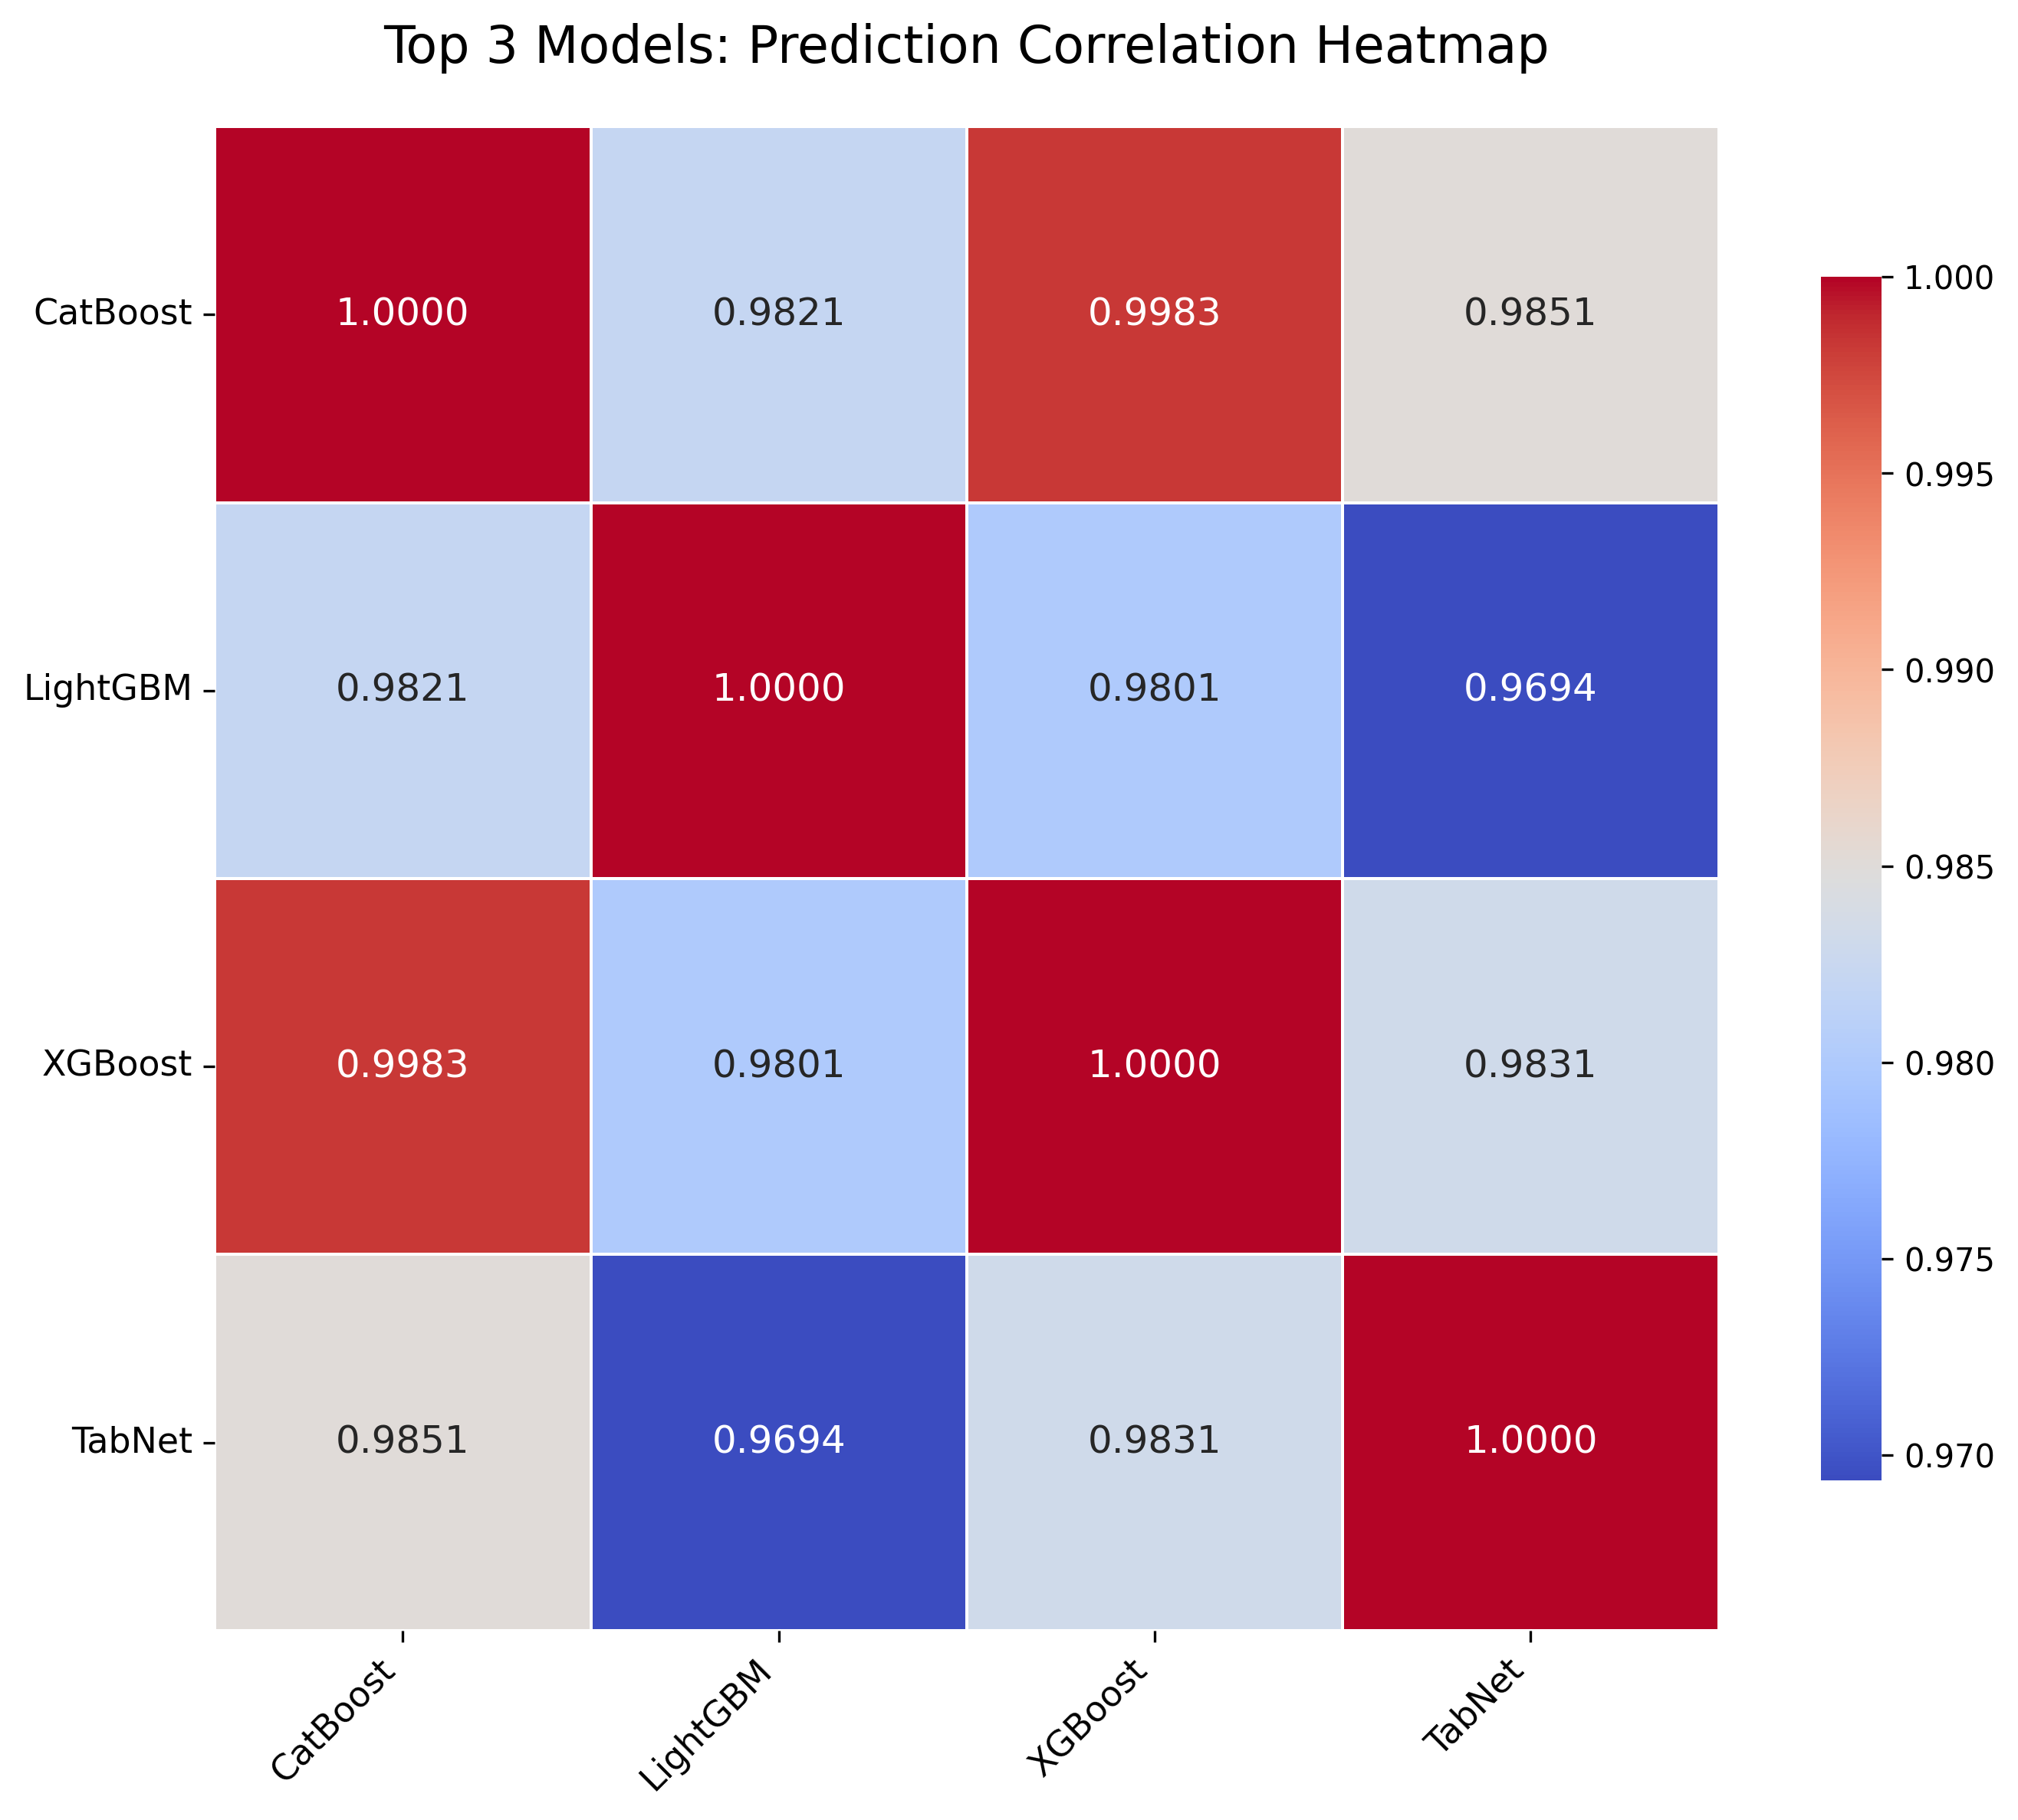 Top 3 Models: Prediction Correlation Heatmap
CatBoost 1.0000 0.9821 0.9983 0.9851
LightGBM 0.9821 1.0000 0.9801 0.9694
XGBoost 0.9983 0.9801 1.0000 0.9831
TabNet 0.9851 0.9694 0.9831 1.0000
CatBoost LightGBM XGBoost TabNet
1.000
0.995
0.990
0.985
0.980
0.975
0.970